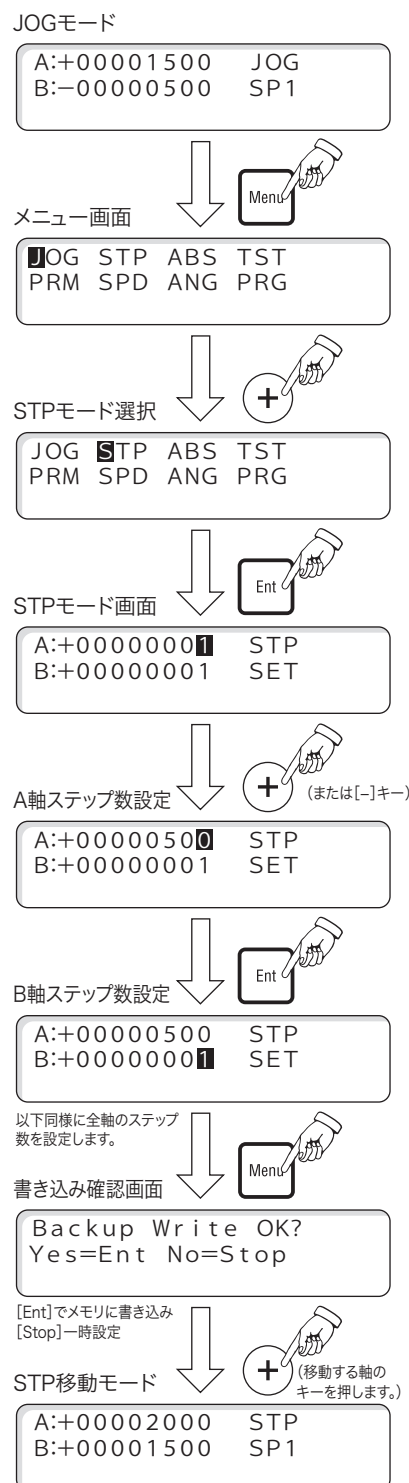 JOGモード
A:+00001500 JOG
B:−00000500 SP1
Menu
メニュー画面
JOG STP ABS TST
PRM SPD ANG PRG
+
STPモード選択
JOG STP ABS TST
PRM SPD ANG PRG
Ent
STPモード画面
A:+00000001 STP
B:+00000001 SET
+
(または[−]キー)
A軸ステップ数設定
A:+00000500 STP
B:+00000001 SET
Ent
B軸ステップ数設定
A:+00000500 STP
B:+00000001 SET
以下同様に全軸のステップ
数を設定します。
Menu
書き込み確認画面
Backup Write OK?
Yes=Ent No=Stop
[Ent]でメモリに書き込み
[Stop]一時設定
+
(移動する軸の
キーを押します。)
STP移動モード
A:+00002000 STP
B:+00001500 SP1